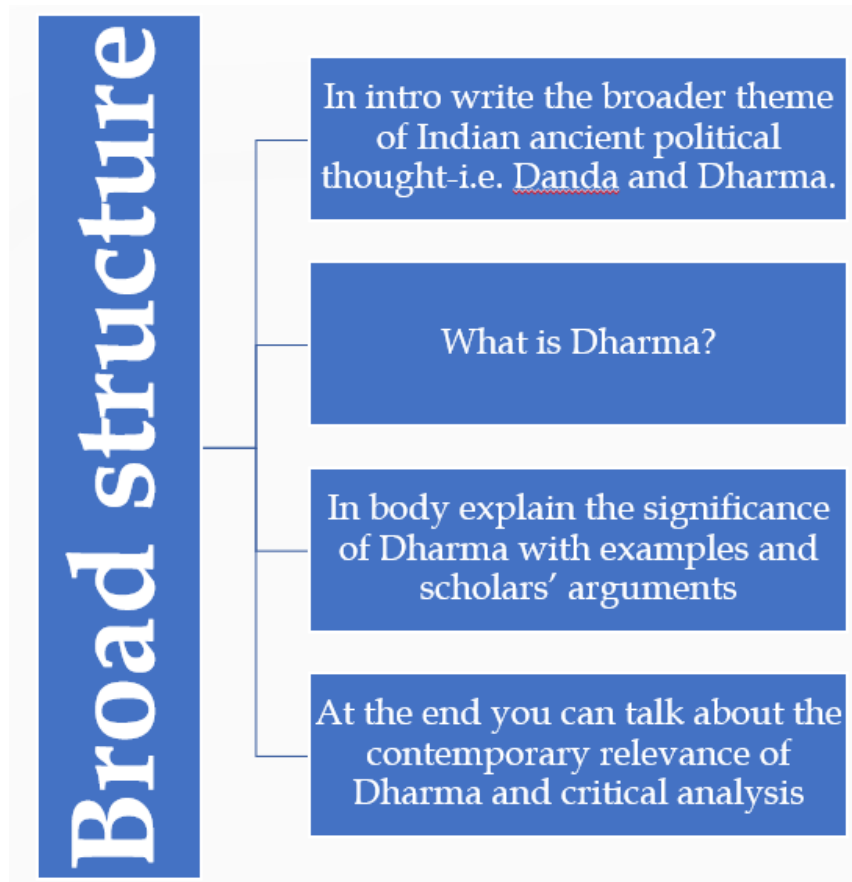 Broad structure
In intro write the broader theme
of Indian ancient political
thought-i.e. Danda and Dharma.
What is Dharma?
In body explain the significance
of Dharma with examples and
scholars’ arguments
At the end you can talk about the
contemporary relevance of
Dharma and critical analysis